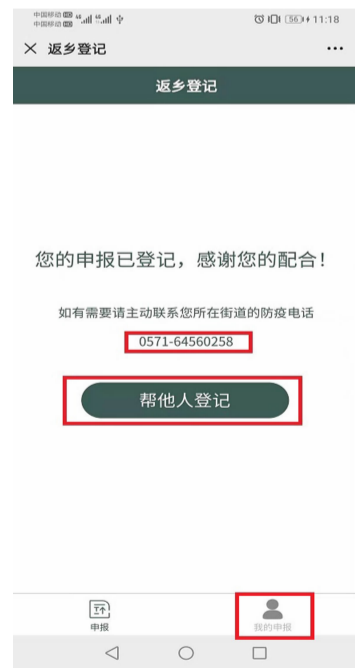 中国移动 HD
中国移动 HD
56 11:18
返乡登记
返乡登记
您的申报已登记，感谢您的配合！
如有需要请主动联系您所在街道的防疫电话
0571-64560258
帮他人登记
申报
我的申报